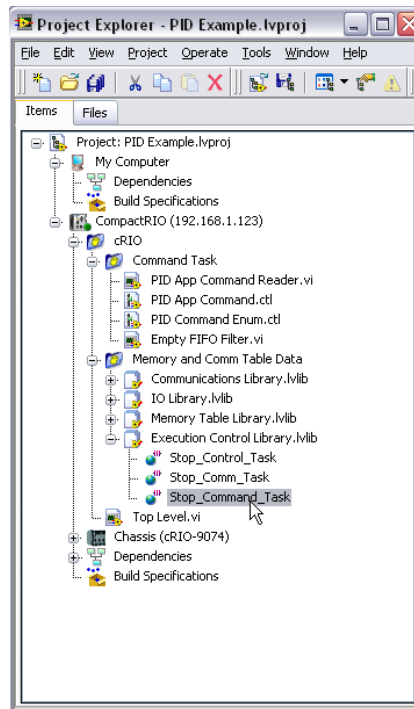 Project Explorer - PID Example.lvproj
File Edit View Project Operate Tools Window Help
Items Files
Project: PID Example.lvproj
My Computer
Dependencies
Build Specifications
CompactRIO (192.168.1.123)
cRIO
Command Task
PID App Command Reader.vi
PID App Command.ctl
PID Command Enum.ctl
Empty FIFO Filter.vi
Memory and Comm Table Data
Communications Library.lvlib
IO Library.lvlib
Memory Table Library.lvlib
Execution Control Library.lvlib
Stop_Control_Task
Stop_Comm_Task
Stop_Command_Task
Top Level.vi
Chassis (cRIO-9074)
Dependencies
Build Specifications